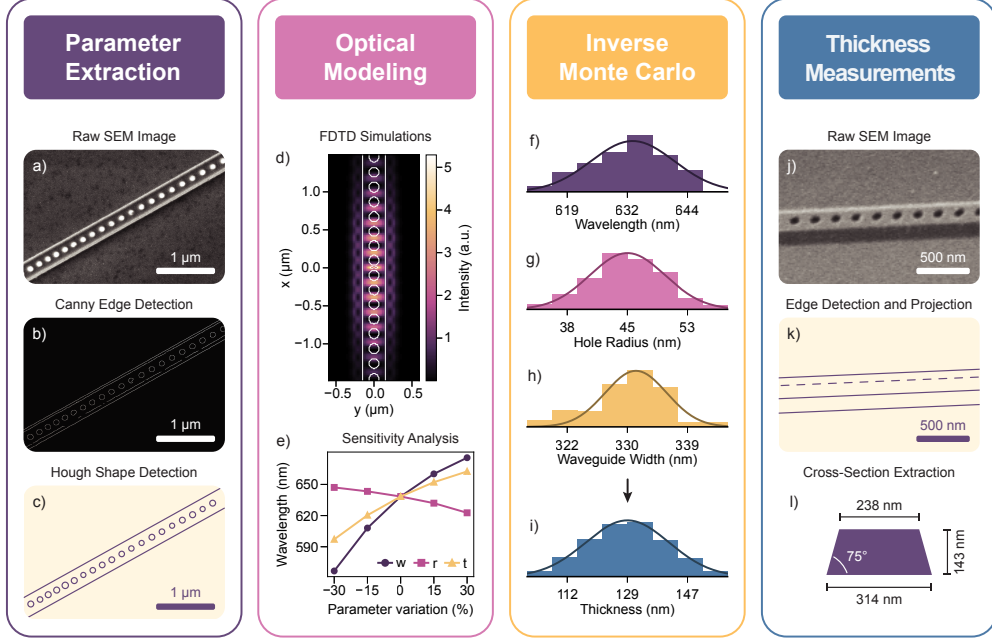 Parameter
Extraction
Raw SEM Image
a)
1 µm
Canny Edge Detection
b)
1 µm
Hough Shape Detection
c)
1 µm
Optical
Modeling
FDTD Simulations
d)
1.0
0.5
0.0
−0.5
−1.0
x (µm)
−0.5 0.0 0.5
y (µm)
5
4
3
2
1
Intensity (a.u.)
e)
Sensitivity Analysis
650
620
590
Wavelength (nm)
w r t
−30 −15 0 15 30
Parameter variation (%)
Inverse
Monte Carlo
f)
619 632 644
Wavelength (nm)
g)
38 45 53
Hole Radius (nm)
h)
322 330 339
Waveguide Width (nm)
i)
112 129 147
Thickness (nm)
Thickness
Measurements
Raw SEM Image
j)
500 nm
Edge Detection and Projection
k)
500 nm
Cross-Section Extraction
l)
238 nm
75°
143 nm
314 nm